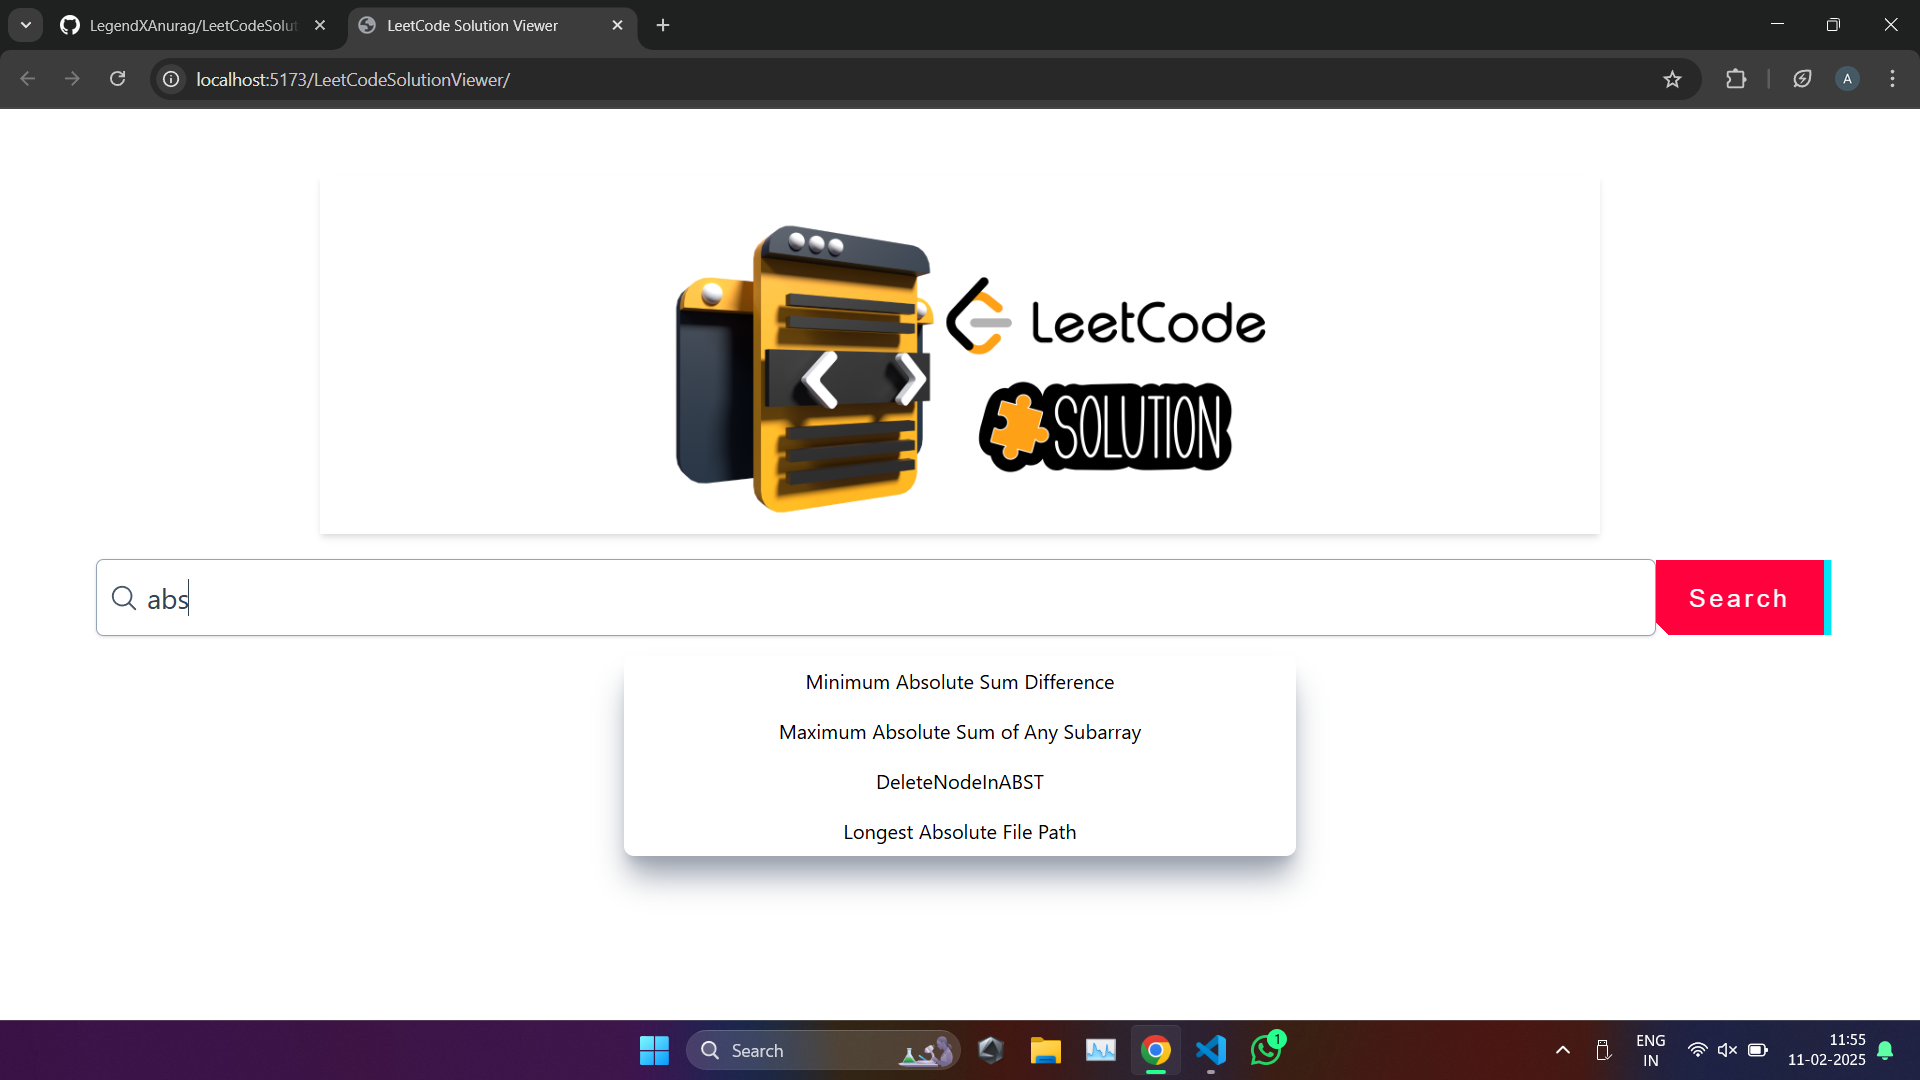 LegendXAnurag/LeetCodeSolut
LeetCode Solution Viewer
localhost:5173/LeetCodeSolutionViewer/
A
LeetCode
SOLUTION
abs
Search
Minimum Absolute Sum Difference
Maximum Absolute Sum of Any Subarray
DeleteNodeInABST
Longest Absolute File Path
Search
1
ENG
IN
11:55
11-02-2025